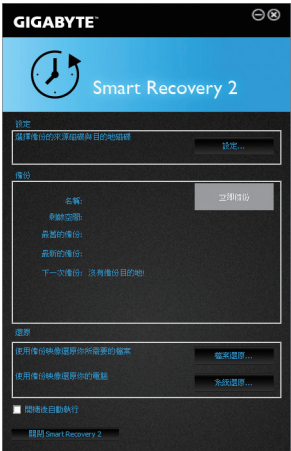 GIGABYTE™
Smart Recovery 2
設定
選擇備份的來源磁碟與目的地磁碟
設定...
備份
立即備份
名稱:
剩餘空間:
最舊的備份:
最新的備份:
下一次備份: 沒有備份目的地!
還原
使用備份映像還原你所需要的檔案
檔案還原...
使用備份映像還原你的電腦
系統還原...
開機後自動執行
關閉 Smart Recovery 2